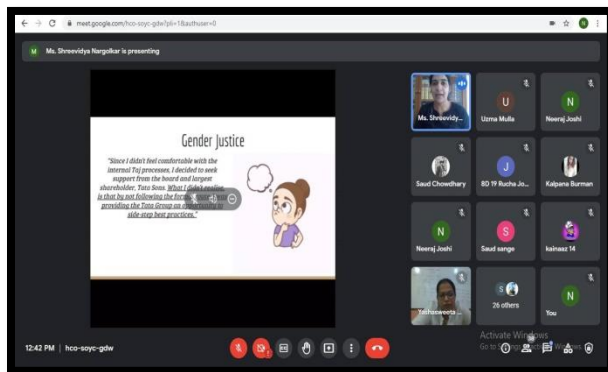 meet.google.com/hco-soyc-gdw?pli=1&authuser=0
M
Ms. Shreevidya Nargolkar is presenting
Gender Justice
"Since I didn't feel comfortable with the
internal Taj processes, I decided to seek
support from the board and largest
shareholder, Tata Sons. What I didn't realise
is that by not following the formal
providing the Tata Group an opportunity to
side-step best practices."
Ms. Shreevidy...
U
Uzma Mulla
N
Neeraj Joshi
Saud Chowdhary
J
8D 19 Rucha Jo...
Kalpana Burman
N
Neeraj Joshi
S
Saud sange
kainaaz 14
Yashasweeta ...
S
26 others
N
You
12:42 PM | hco-soyc-gdw
Activate Windows
Go to